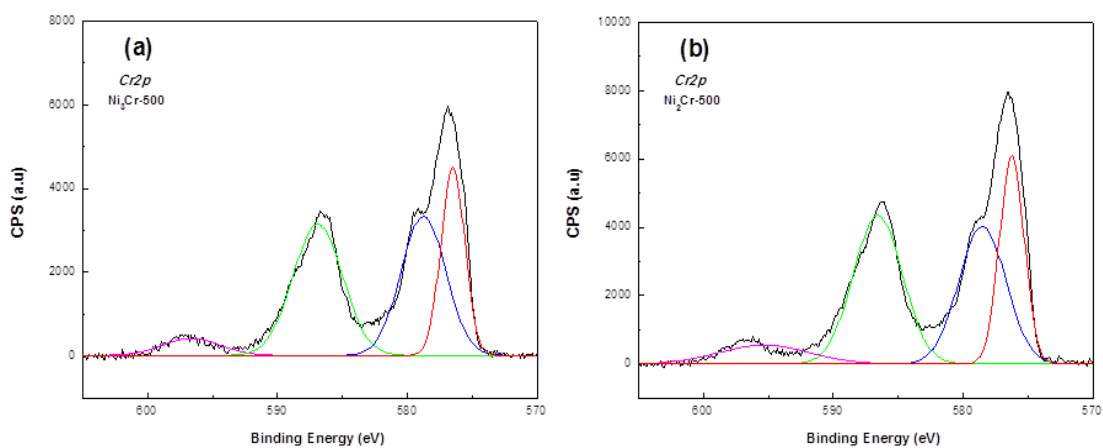 (a)
Cr2p
Ni3Cr-500
CPS (a.u)
8000
6000
4000
2000
0
600
590
580
570
Binding Energy (eV)
(b)
Cr2p
Ni2Cr-500
CPS (a.u)
10000
8000
6000
4000
2000
0
600
590
580
570
Binding Energy (eV)